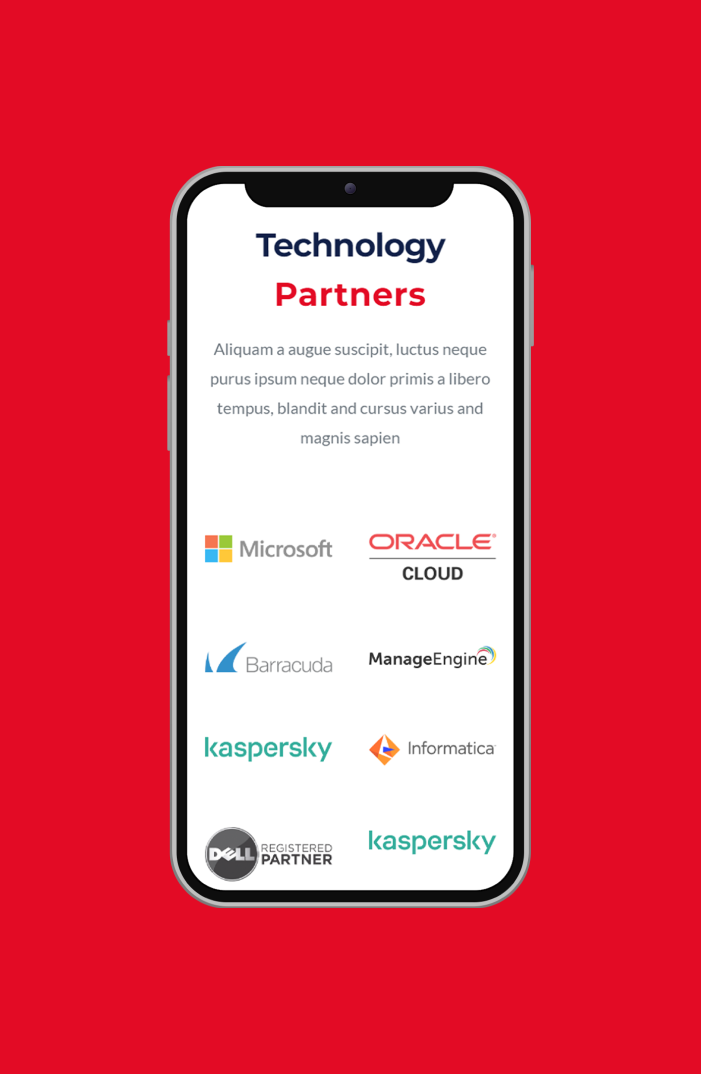 Technology
Partners
Aliquam a augue suscipit, luctus neque
purus ipsum neque dolor primis a libero
tempus, blandit and cursus varius and
magnis sapien
Microsoft
ORACLE®
CLOUD
Barracuda
ManageEngine
kaspersky
Informatica
DELL
REGISTERED
PARTNER
kaspersky